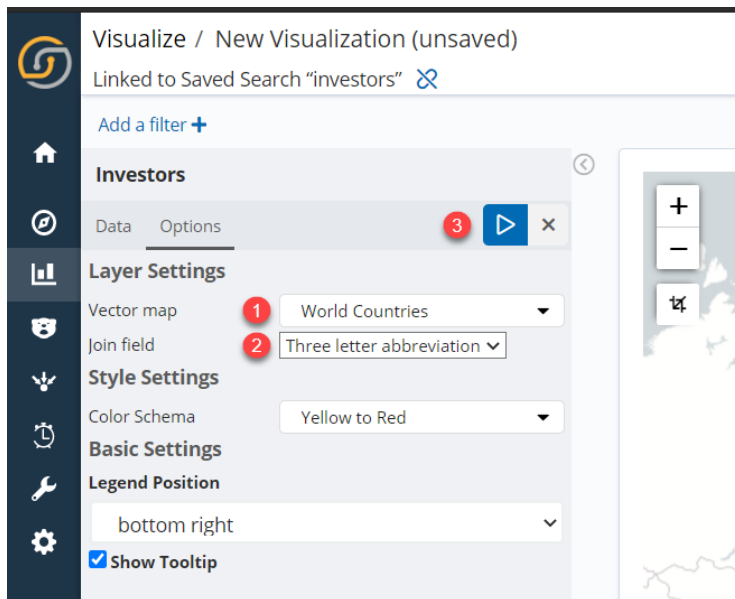 Visualize / New Visualization (unsaved)
Linked to Saved Search “investors”
Add a filter +
Investors
Data Options 3
Layer Settings
Vector map 1 World Countries
Join field 2 Three letter abbreviation
Style Settings
Color Schema Yellow to Red
Basic Settings
Legend Position
bottom right
Show Tooltip
+
−